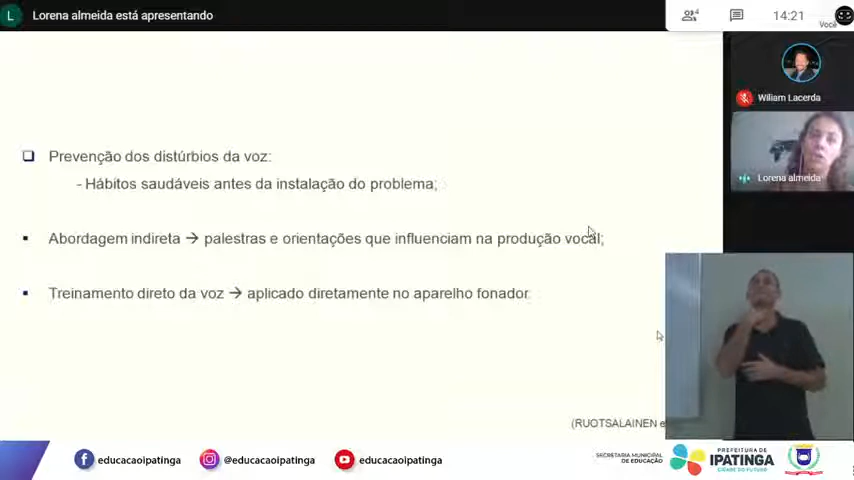 L
Lorena almeida está apresentando
4
14:21
Você
Wiliam Lacerda
Lorena almeida
Prevenção dos distúrbios da voz:
- Hábitos saudáveis antes da instalação do problema;
Abordagem indireta → palestras e orientações que influenciam na produção vocal;
Treinamento direto da voz → aplicado diretamente no aparelho fonador.
(RUOTSALAINEN e
educacaoipatinga
@educacaoipatinga
educacaoipatinga
SECRETARIA MUNICIPAL
DE EDUCAÇÃO
PREFEITURA DE
IPATINGA
CIDADE DO FUTURO